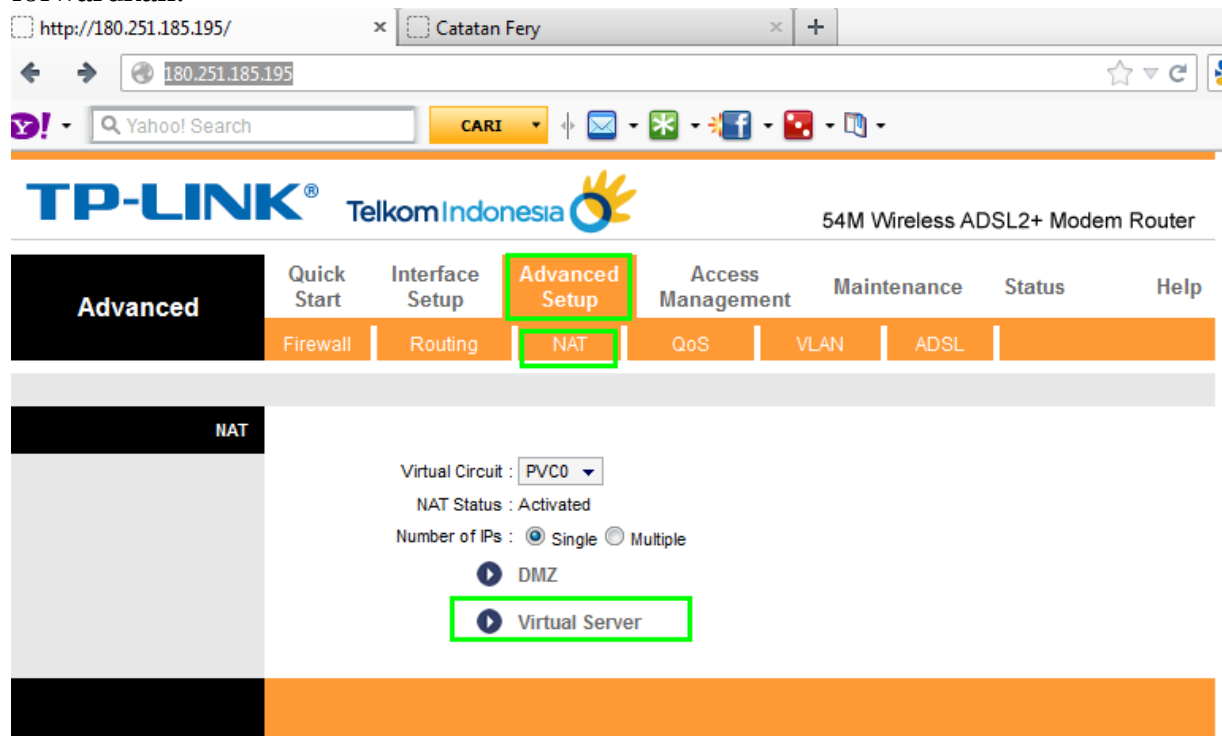 http://180.251.185.195/ × Catatan Fery × +
180.251.185.195
Y! Yahoo! Search CARI
TP-LINK® TelkomIndonesia
54M Wireless ADSL2+ Modem Router
Advanced
Quick Start Interface Setup Advanced Setup Access Management Maintenance Status Help
Firewall Routing NAT QoS VLAN ADSL
NAT
Virtual Circuit : PVC0
NAT Status : Activated
Number of IPs : Single Multiple
DMZ
Virtual Server